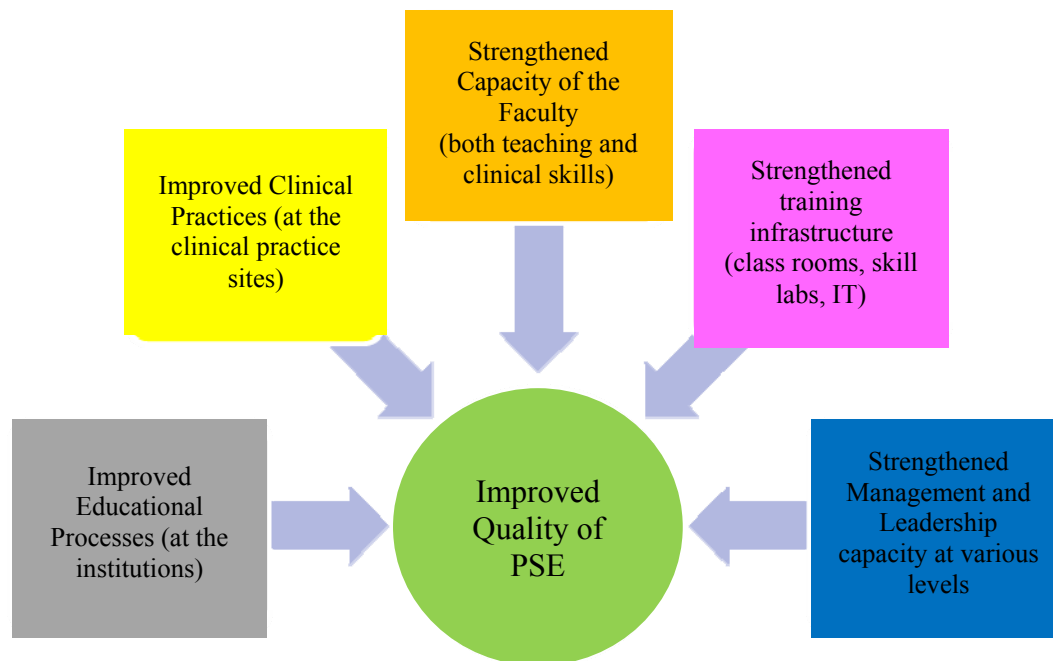 Strengthened
Capacity of the
Faculty
(both teaching and
clinical skills)
Improved Clinical
Practices (at the
clinical practice
sites)
Strengthened
training
infrastructure
(class rooms, skill
labs, IT)
Improved
Educational
Processes (at the
institutions)
Improved
Quality of
PSE
Strengthened
Management and
Leadership
capacity at various
levels